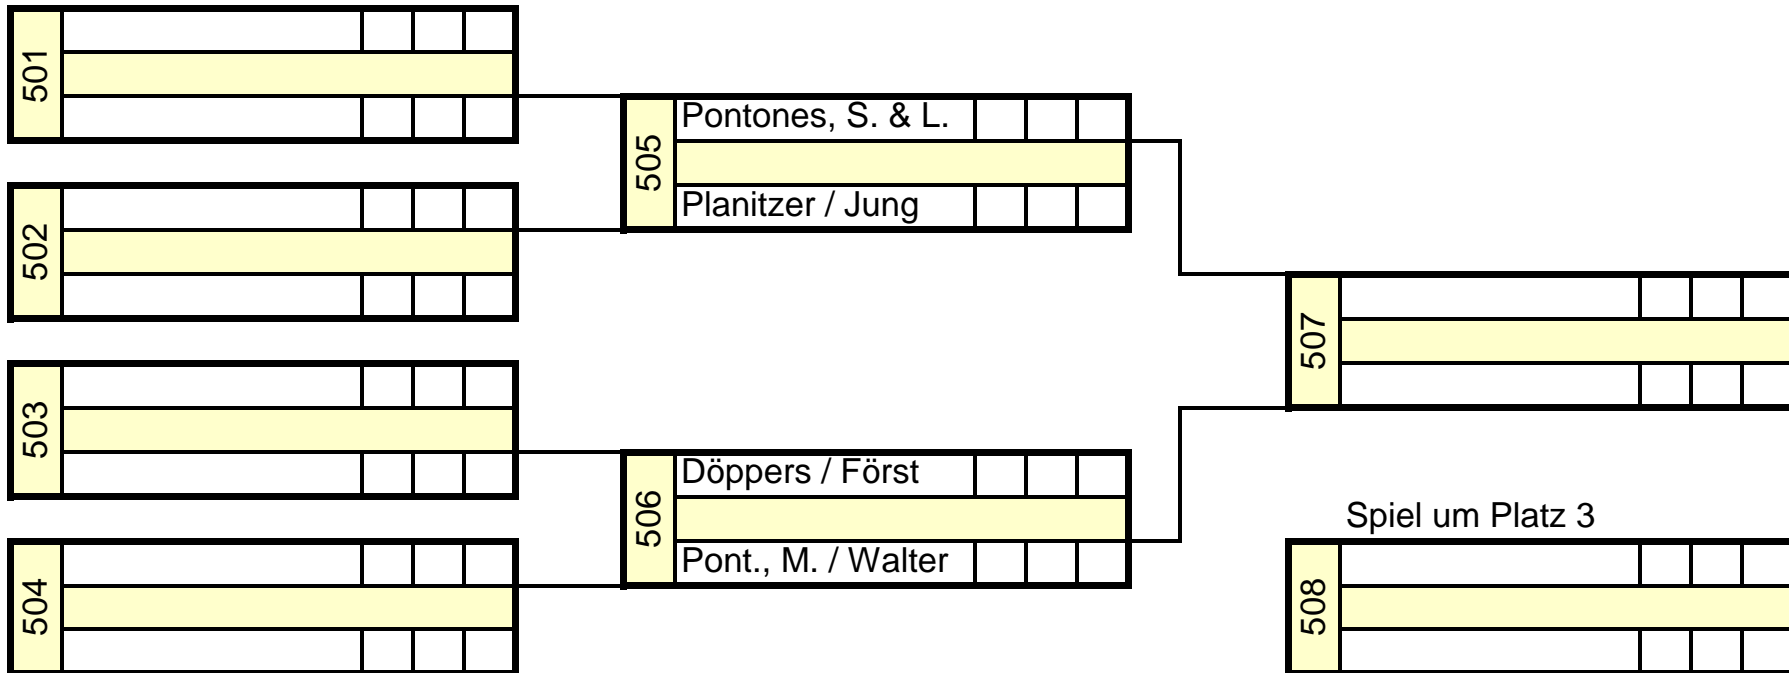 501
502
503
504
505
Pontones, S. & L.
Planitzer / Jung
506
Döppers / Först
Pont., M. / Walter
507
Spiel um Platz 3
508